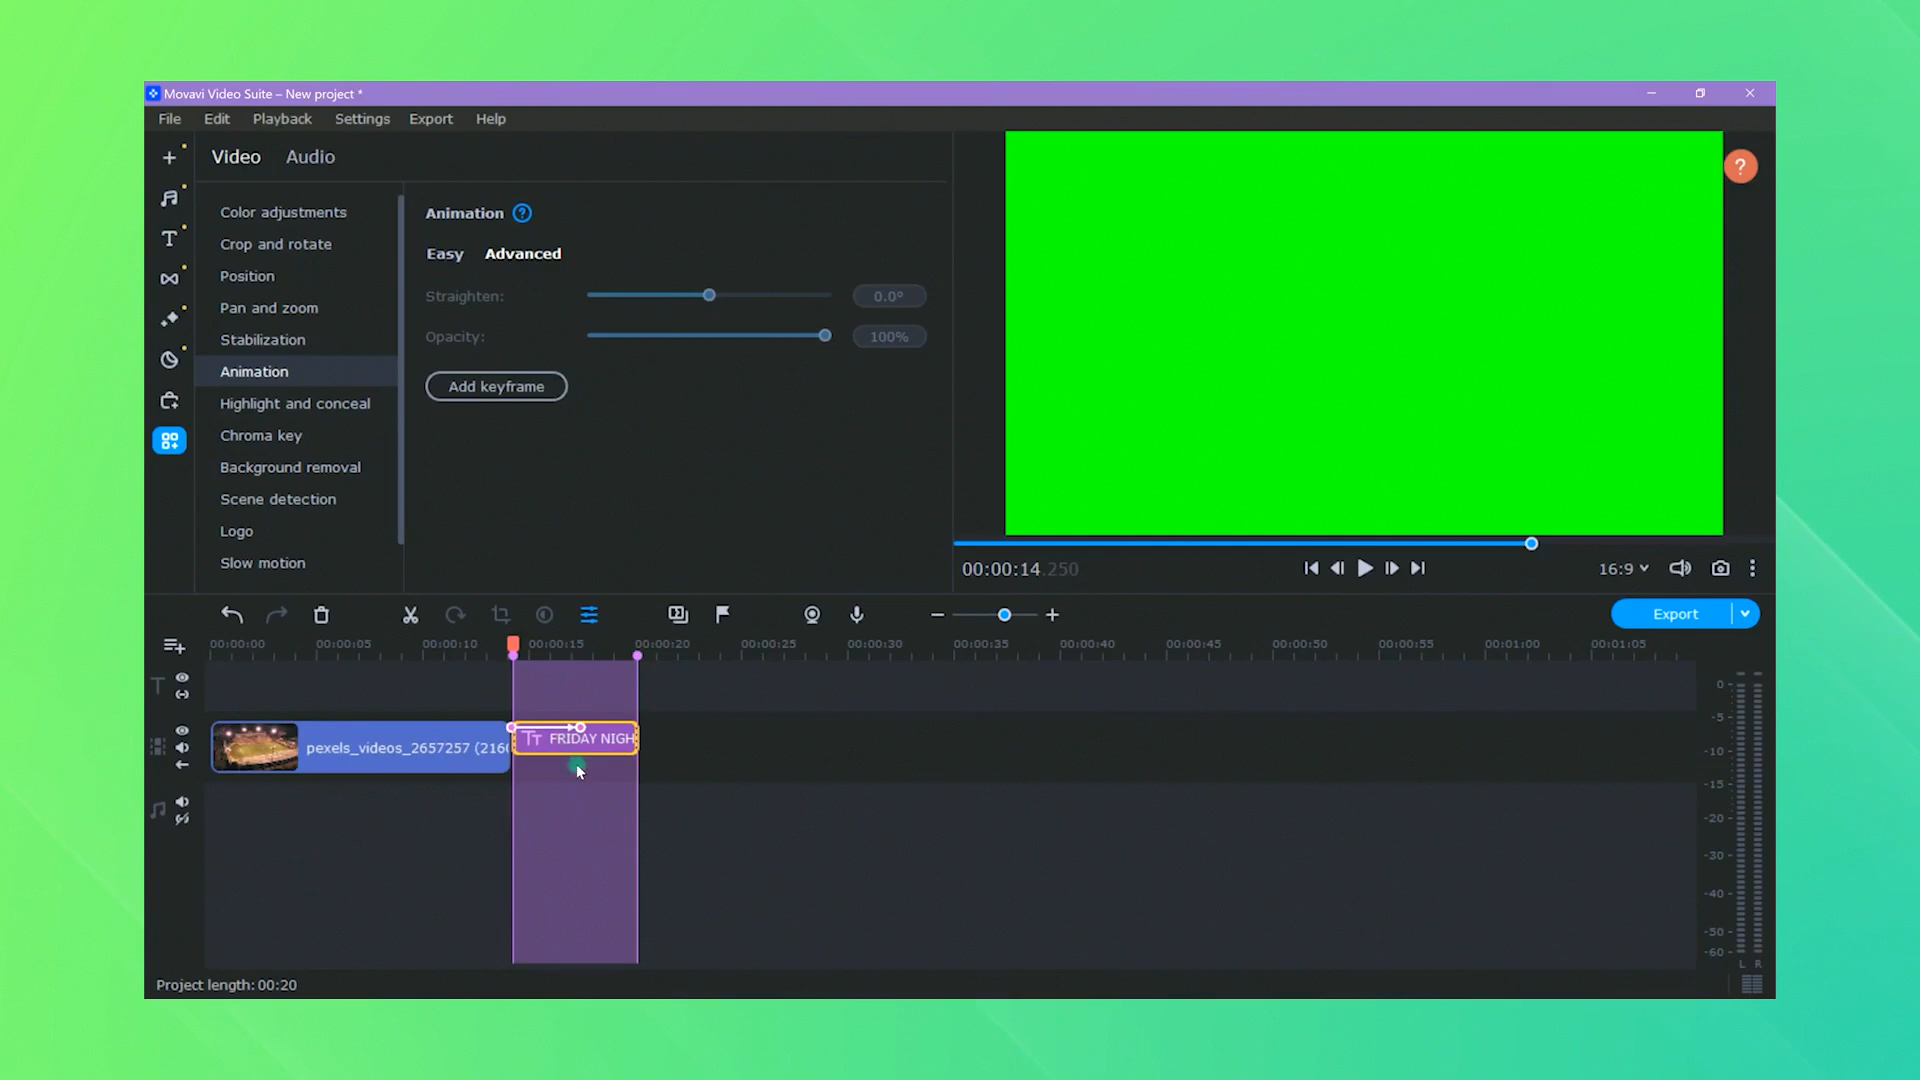 Movavi Video Suite – New project *
File Edit Playback Settings Export Help
Video Audio
Color adjustments
Crop and rotate
Position
Pan and zoom
Stabilization
Animation
Highlight and conceal
Chroma key
Background removal
Scene detection
Logo
Slow motion
Animation ?
Easy Advanced
Straighten: 0.0°
Opacity: 100%
Add keyframe
?
00:00:14.250
16:9
Export
00:00:00 00:00:05 00:00:10 00:00:15 00:00:20 00:00:25 00:00:30 00:00:35 00:00:40 00:00:45 00:00:50 00:00:55 00:01:00 00:01:05
T
pexels_videos_2657257 (216
Tt FRIDAY NIGH
0
-5
-10
-15
-20
-30
-40
-50
-60
L R
Project length: 00:20